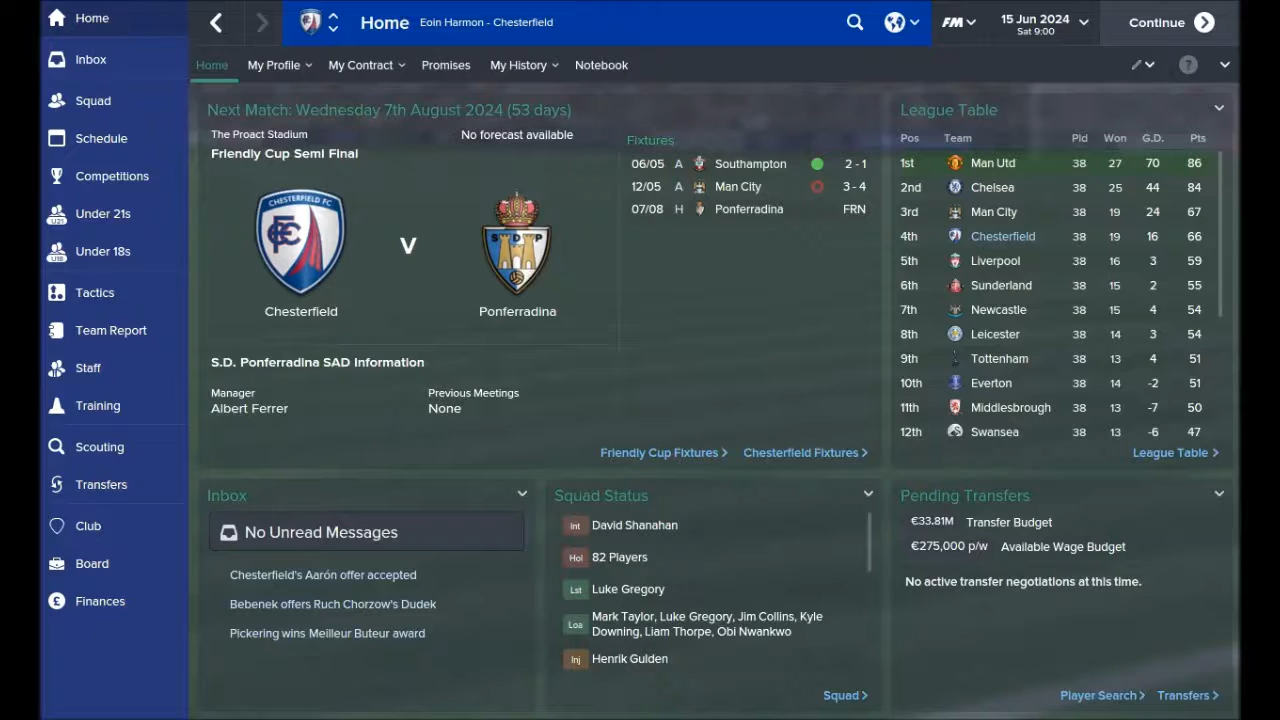 Home
Inbox
Squad
Schedule
Competitions
Under 21s
Under 18s
Tactics
Team Report
Staff
Training
Scouting
Transfers
Club
Board
Finances
Home Eoin Harmon - Chesterfield
FM
15 Jun 2024
Sat 9:00
Continue
Home My Profile My Contract Promises My History Notebook
Next Match: Wednesday 7th August 2024 (53 days)
The Proact Stadium No forecast available
Friendly Cup Semi Final
CHESTERFIELD FC
V
SDP
Chesterfield Ponferradina
S.D. Ponferradina SAD Information
Manager Previous Meetings
Albert Ferrer None
Fixtures
06/05 A Southampton 2 - 1
12/05 A Man City 3 - 4
07/08 H Ponferradina FRN
Friendly Cup Fixtures Chesterfield Fixtures
League Table
Pos Team Pld Won G.D. Pts
1st Man Utd 38 27 70 86
2nd Chelsea 38 25 44 84
3rd Man City 38 19 24 67
4th Chesterfield 38 19 16 66
5th Liverpool 38 16 3 59
6th Sunderland 38 15 2 55
7th Newcastle 38 15 4 54
8th Leicester 38 14 3 54
9th Tottenham 38 13 4 51
10th Everton 38 14 -2 51
11th Middlesbrough 38 13 -7 50
12th Swansea 38 13 -6 47
League Table
Inbox
No Unread Messages
Chesterfield's Aarón offer accepted
Bebenek offers Ruch Chorzow's Dudek
Pickering wins Meilleur Buteur award
Squad Status
Int David Shanahan
Hol 82 Players
Lst Luke Gregory
Loa Mark Taylor, Luke Gregory, Jim Collins, Kyle
Downing, Liam Thorpe, Obi Nwankwo
Inj Henrik Gulden
Squad
Pending Transfers
€33.81M Transfer Budget
€275,000 p/w Available Wage Budget
No active transfer negotiations at this time.
Player Search Transfers